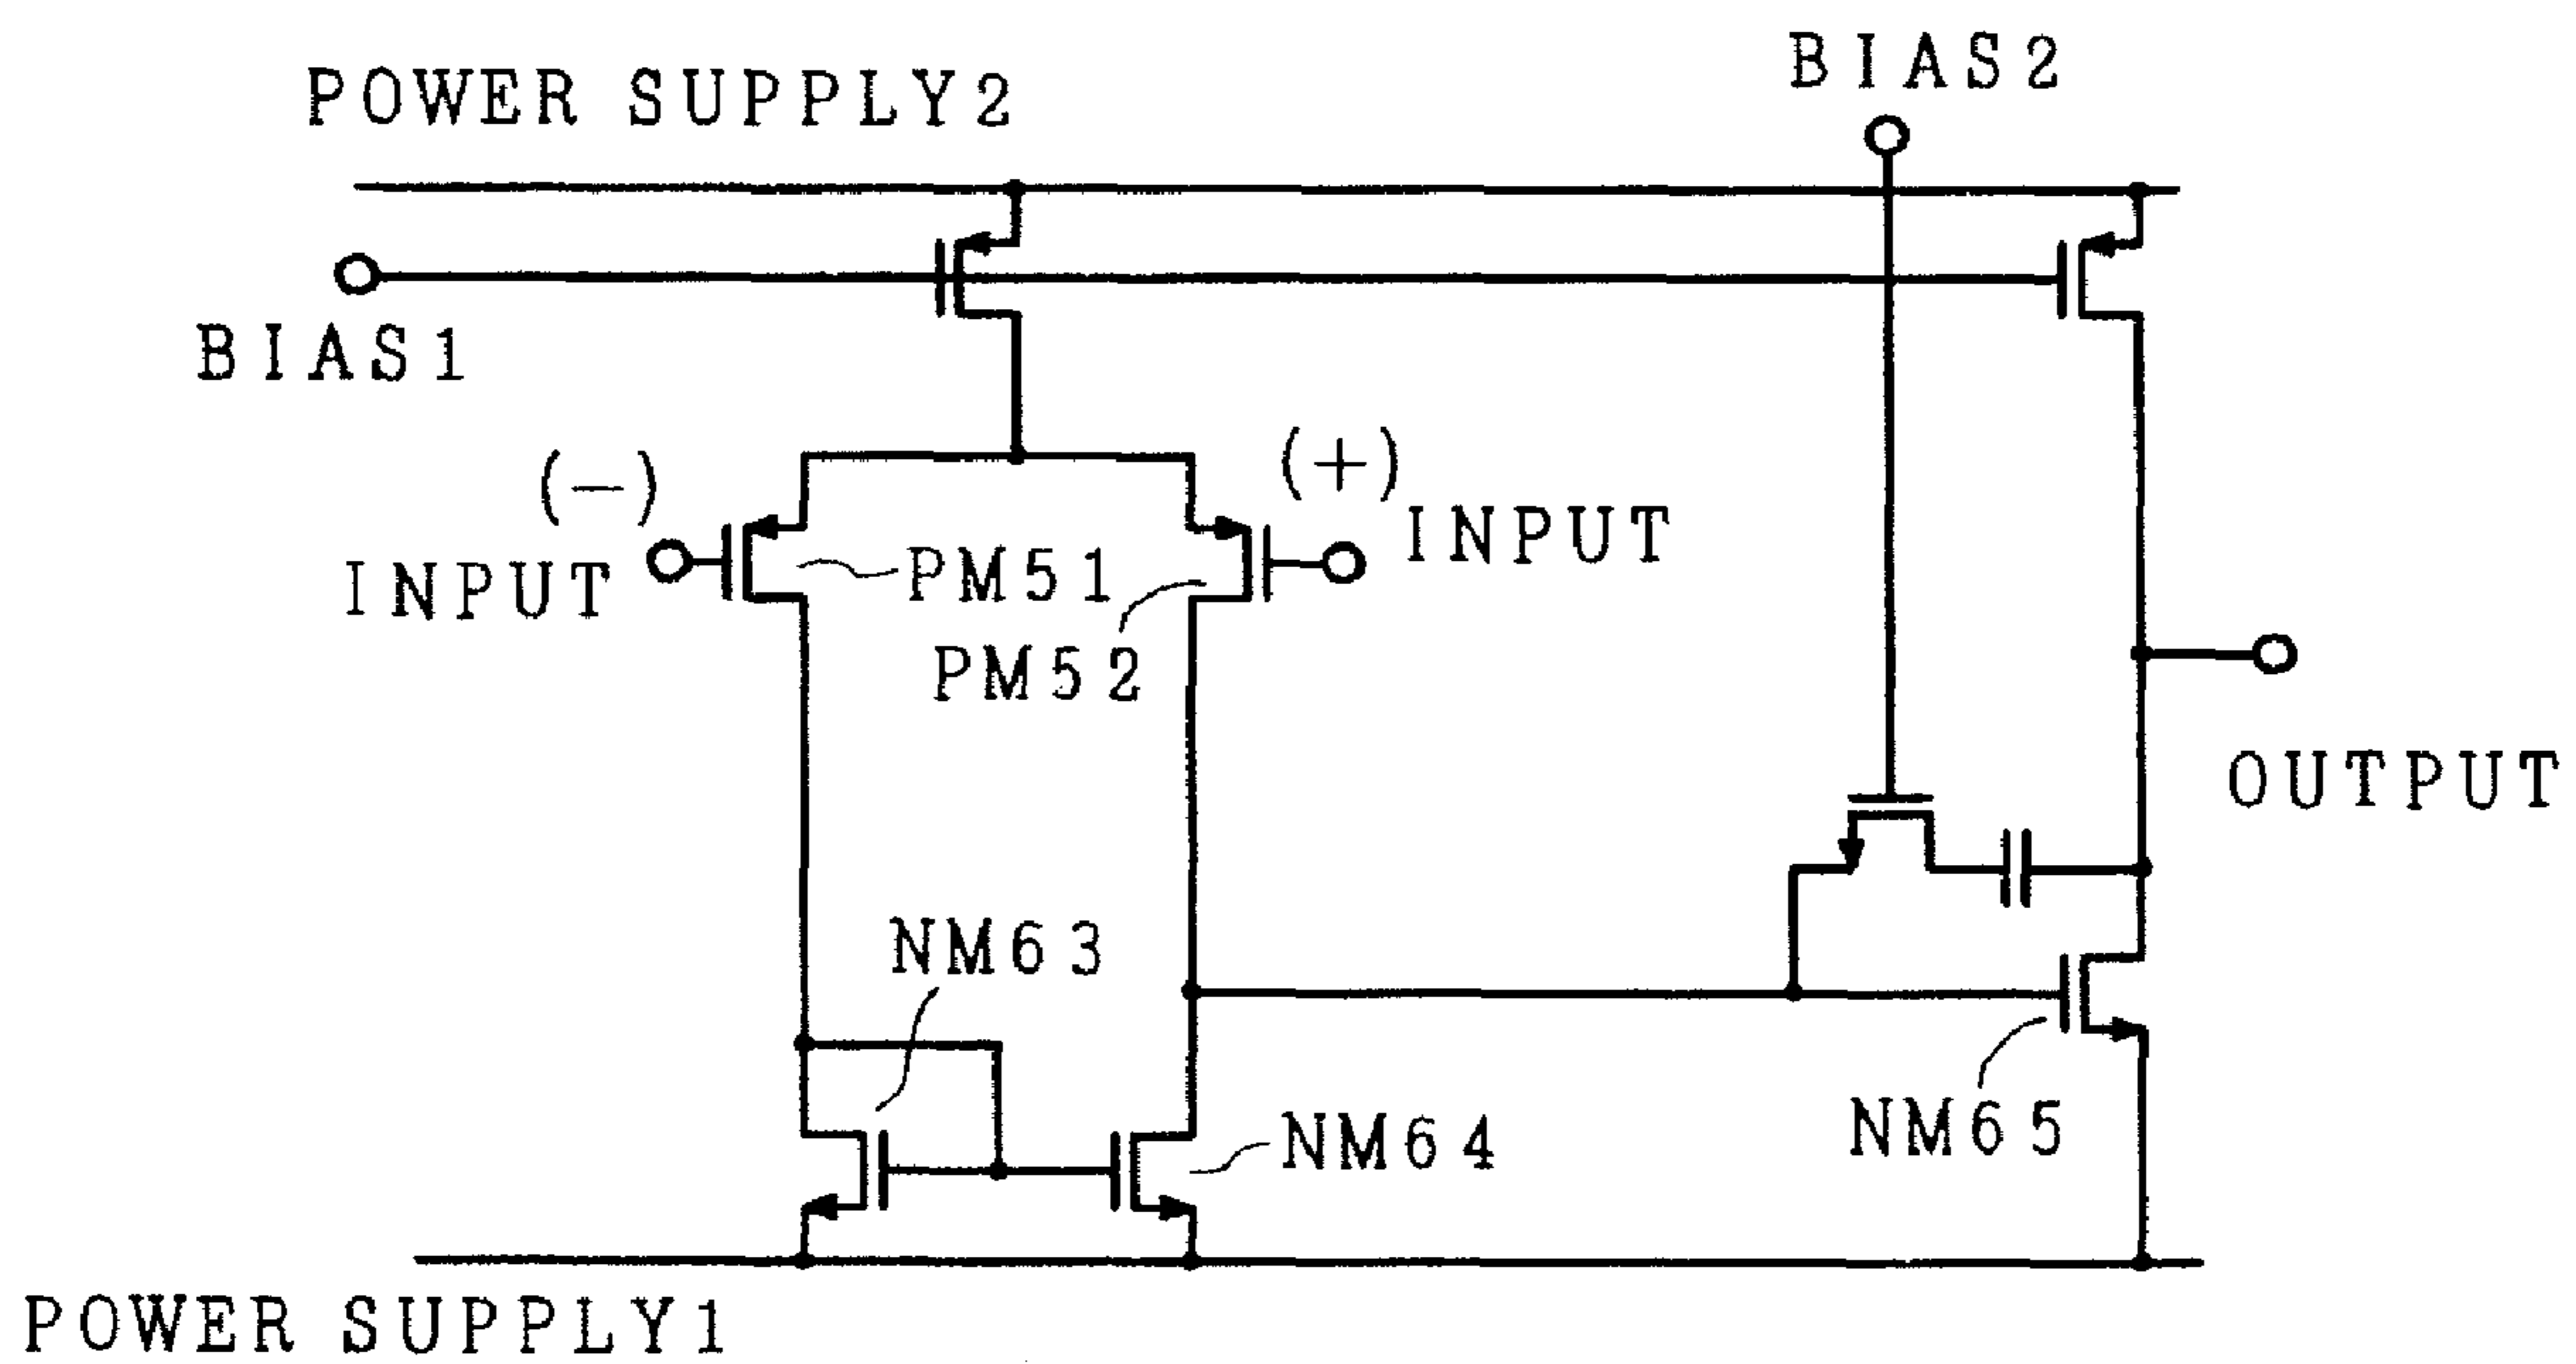 BIAS2
POWER SUPPLY2
BIAS1
(−)
(+)
INPUT
INPUT
PM51
PM52
OUTPUT
NM63
NM64
NM65
POWER SUPPLY1